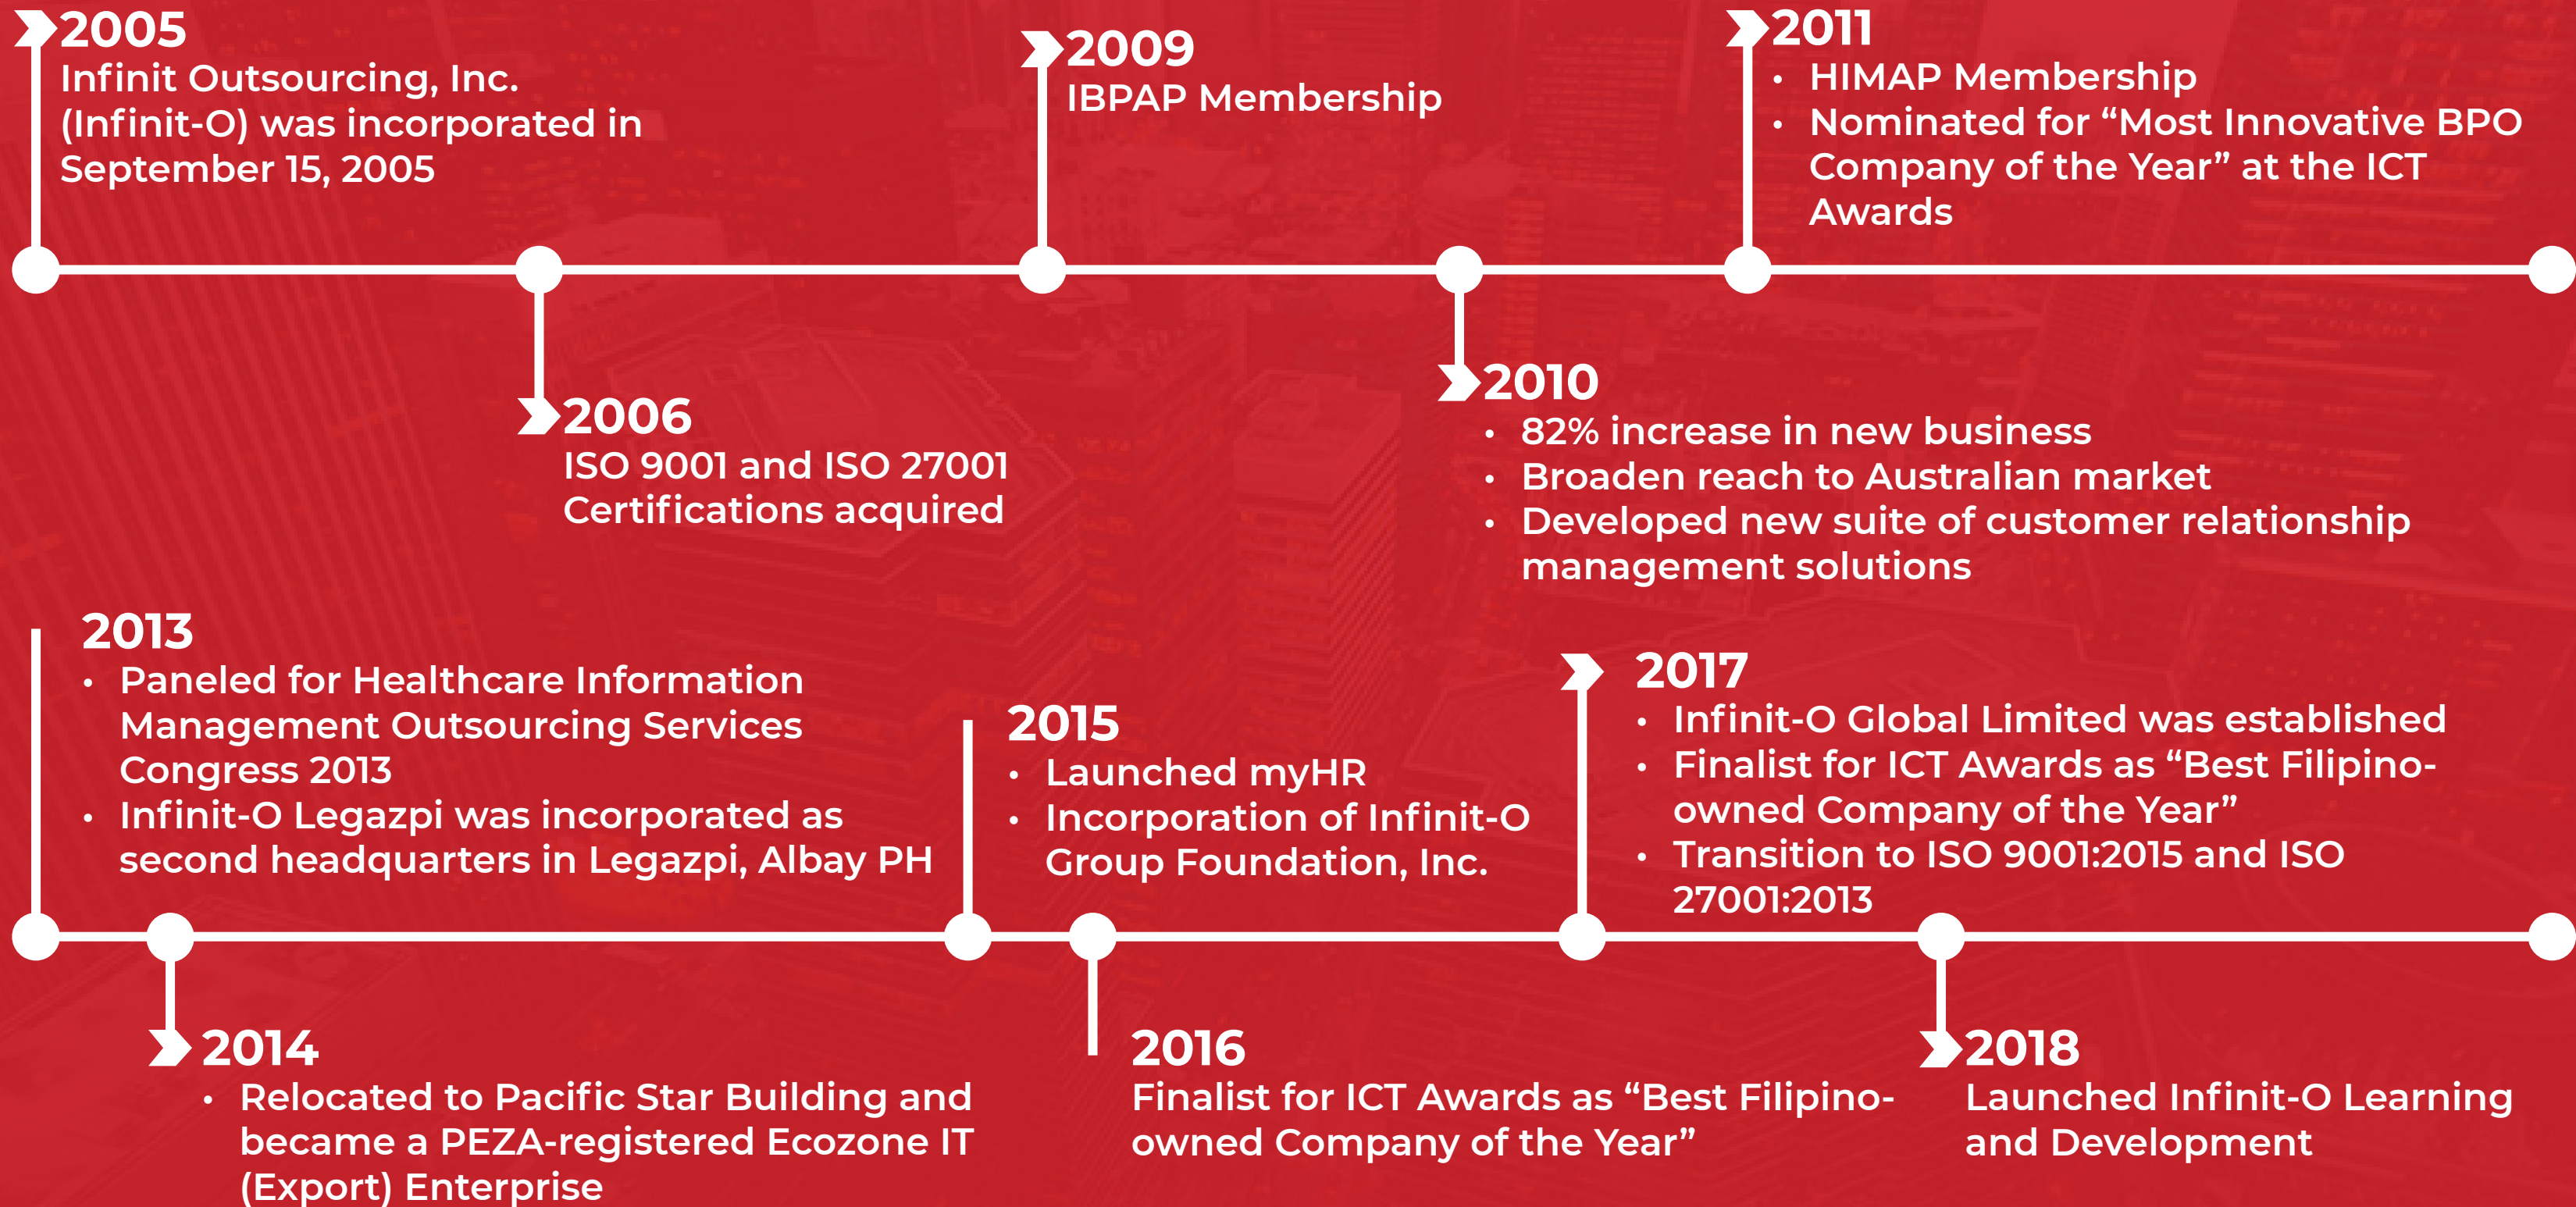 2005
Infinit Outsourcing, Inc.
(Infinit-O) was incorporated in
September 15, 2005
2006
ISO 9001 and ISO 27001
Certifications acquired
2009
IBPAP Membership
2010
• 82% increase in new business
• Broaden reach to Australian market
• Developed new suite of customer relationship
management solutions
2011
• HIMAP Membership
• Nominated for “Most Innovative BPO
Company of the Year” at the ICT
Awards
2013
• Paneled for Healthcare Information
Management Outsourcing Services
Congress 2013
• Infinit-O Legazpi was incorporated as
second headquarters in Legazpi, Albay PH
2014
• Relocated to Pacific Star Building and
became a PEZA-registered Ecozone IT
(Export) Enterprise
2015
• Launched myHR
• Incorporation of Infinit-O
Group Foundation, Inc.
2016
Finalist for ICT Awards as “Best Filipino-
owned Company of the Year”
2017
• Infinit-O Global Limited was established
• Finalist for ICT Awards as “Best Filipino-
owned Company of the Year”
• Transition to ISO 9001:2015 and ISO
27001:2013
2018
Launched Infinit-O Learning
and Development